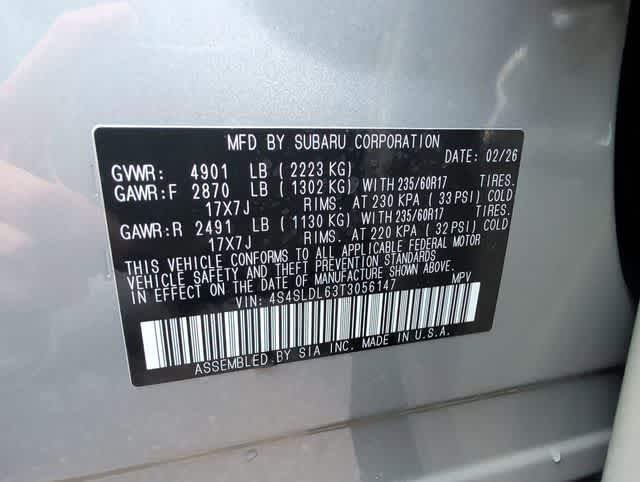 MFD BY SUBARU CORPORATION
GVWR: 4901 LB ( 2223 KG) DATE: 02/26
GAWR:F 2870 LB ( 1302 KG) WITH 235/60R17 TIRES.
17X7J RIMS. AT 230 KPA ( 33 PSI) COLD
GAWR:R 2491 LB ( 1130 KG) WITH 235/60R17 TIRES.
17X7J RIMS. AT 220 KPA ( 32 PSI) COLD
THIS VEHICLE CONFORMS TO ALL APPLICABLE FEDERAL MOTOR
VEHICLE SAFETY AND THEFT PREVENTION STANDARDS
IN EFFECT ON THE DATE OF MANUFACTURE SHOWN ABOVE.
VIN: 4S4SLDL63T3056147 MPV
ASSEMBLED BY SIA INC. MADE IN U.S.A.